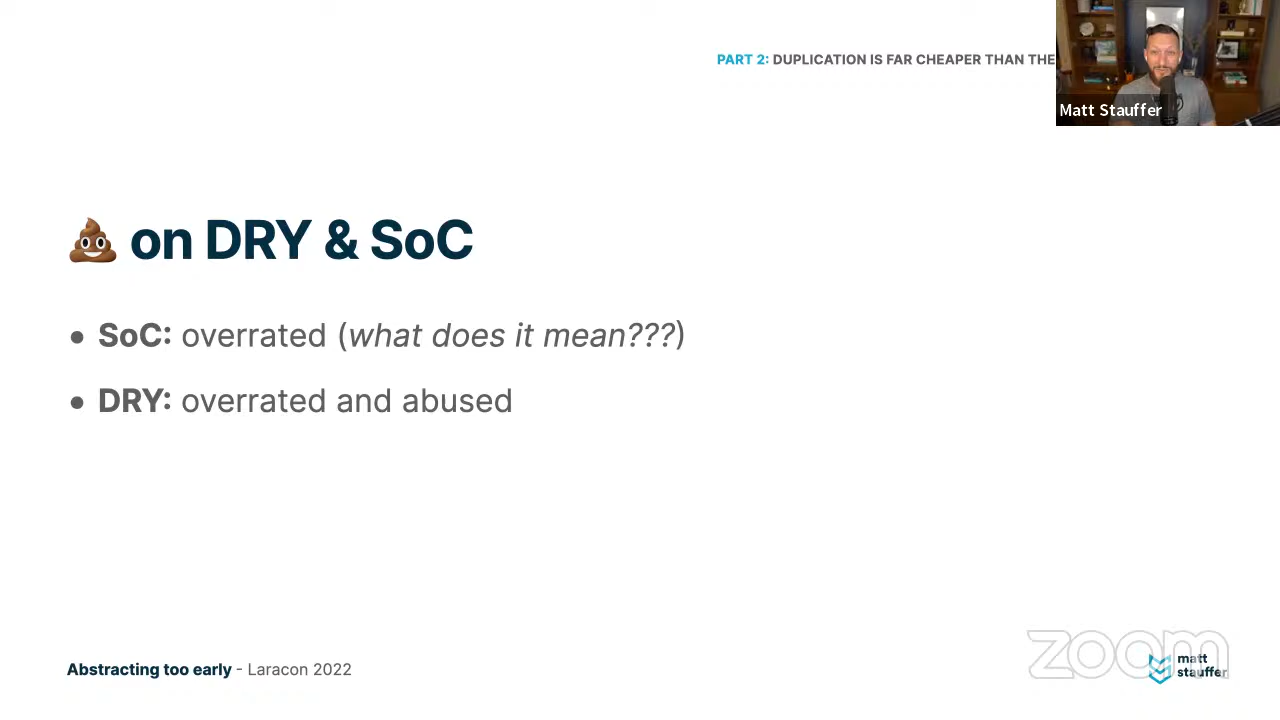 PART 2: DUPLICATION IS FAR CHEAPER THAN THE
Matt Stauffer
💩 on DRY & SoC
• SoC: overrated (what does it mean???)
• DRY: overrated and abused
Abstracting too early - Laracon 2022
zoom
matt
stauffer